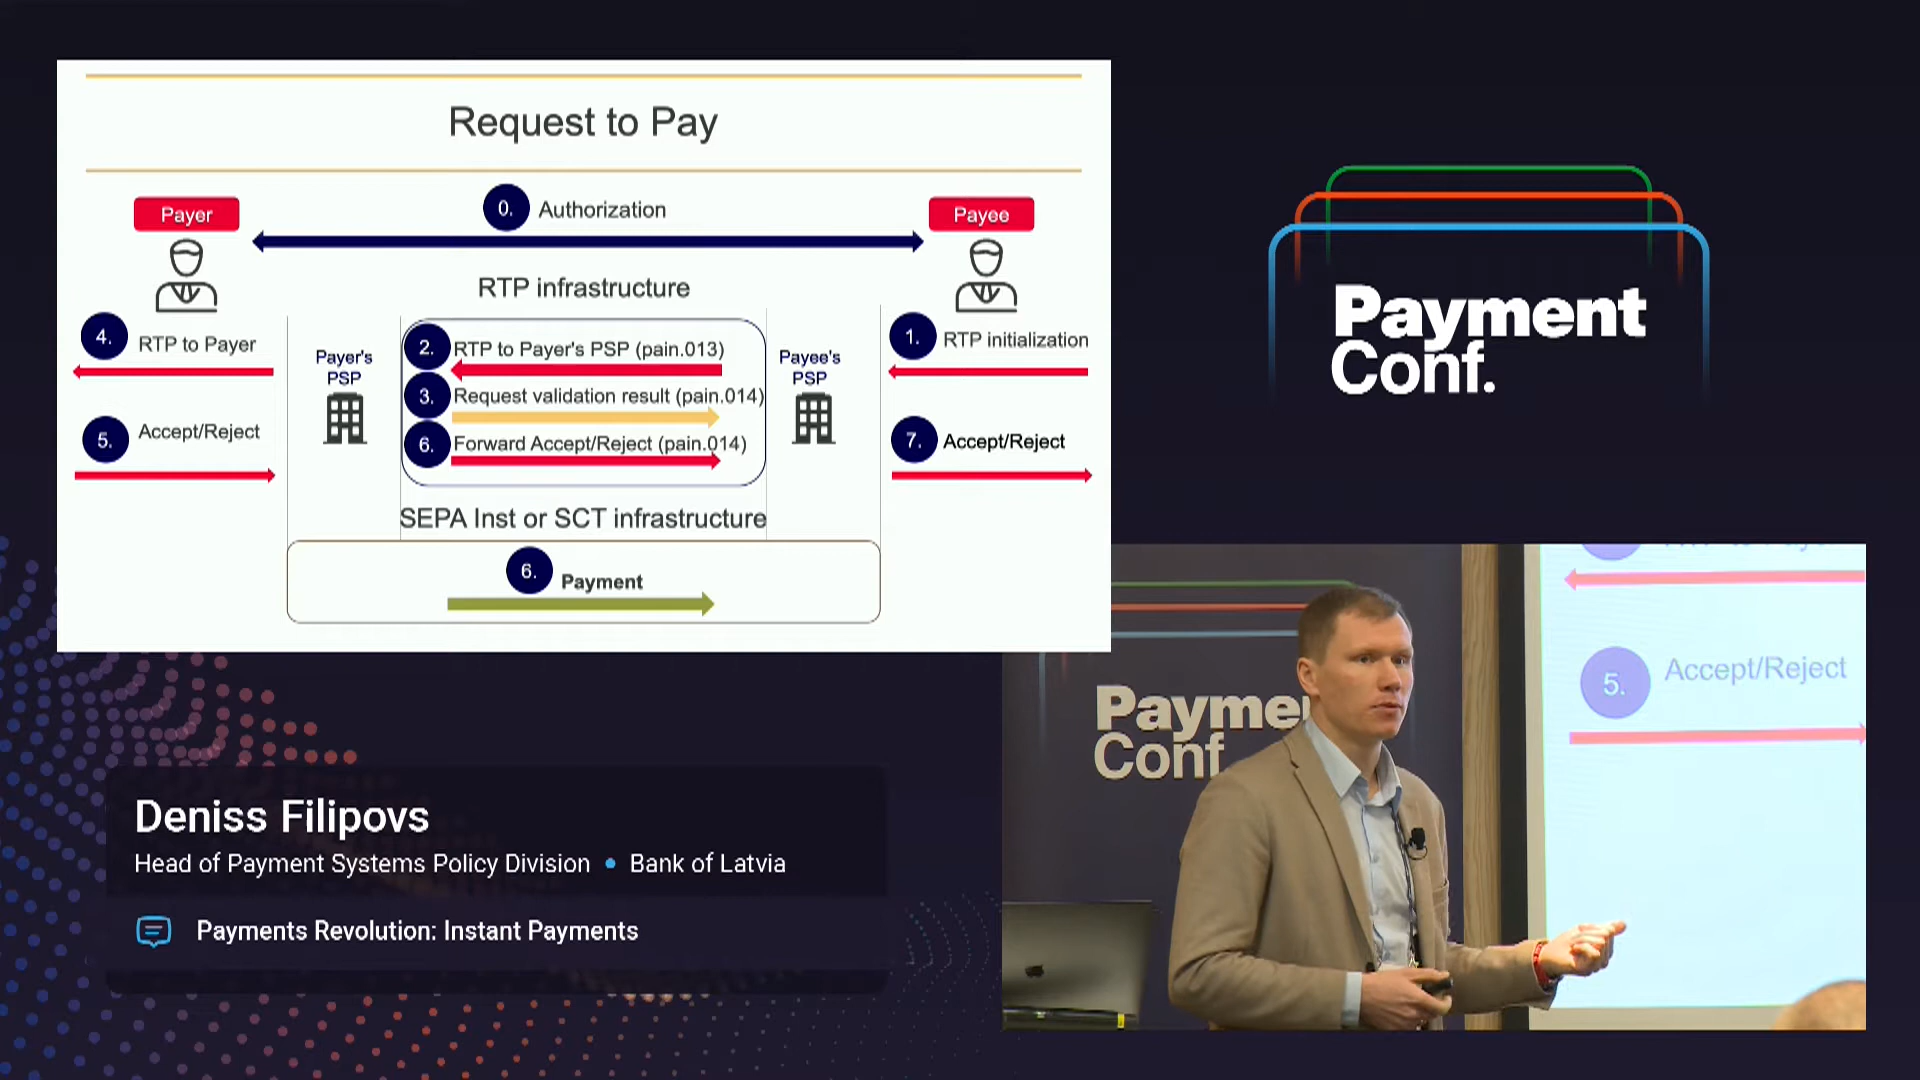 Request to Pay
0. Authorization
Payer
Payee
RTP infrastructure
4. RTP to Payer
Payer's
PSP
2. RTP to Payer's PSP (pain.013)
3. Request validation result (pain.014)
6. Forward Accept/Reject (pain.014)
Payee's
PSP
1. RTP initialization
5. Accept/Reject
7. Accept/Reject
SEPA Inst or SCT infrastructure
6. Payment
Payment
Conf.
Deniss Filipovs
Head of Payment Systems Policy Division • Bank of Latvia
Payments Revolution: Instant Payments
Conf
5. Accept/Reject